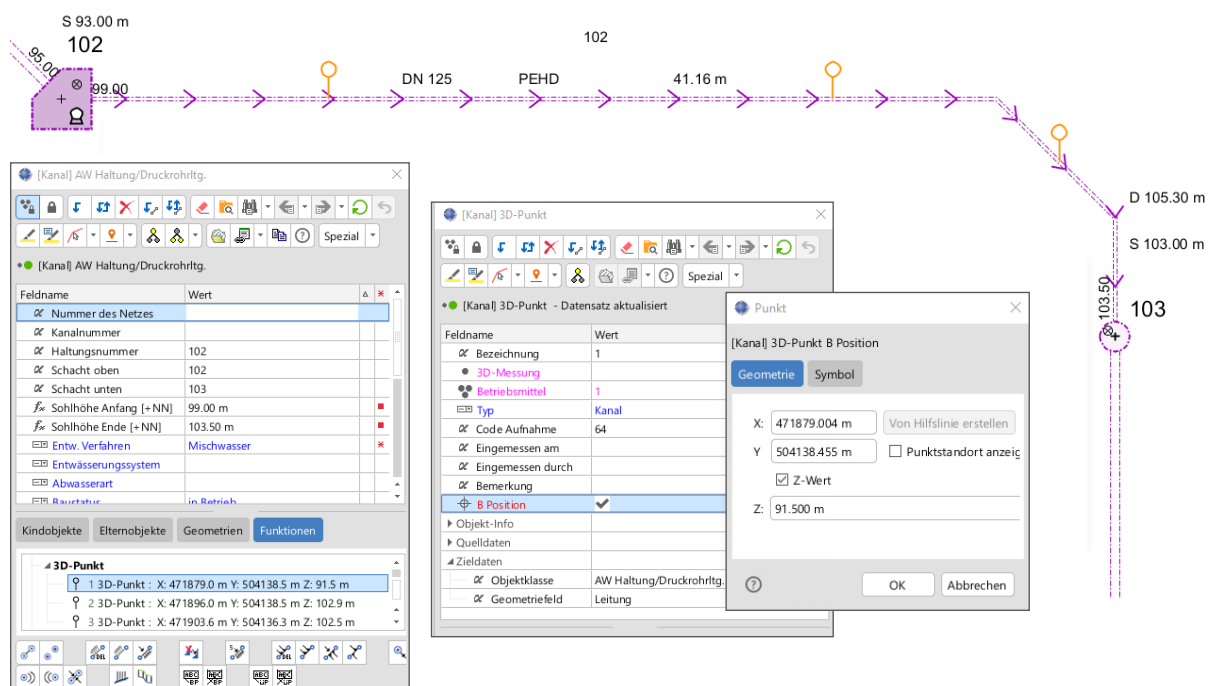 S 93.00 m
102
95.00
99.00
102
DN 125 PEHD 41.16 m
D 105.30 m
S 103.00 m
103.50
103
[Kanal] AW Haltung/Druckrohrltg.
Spezial
[Kanal] AW Haltung/Druckrohrltg.
Feldname Wert
Nummer des Netzes
Kanalnummer
Haltungsnummer 102
Schacht oben 102
Schacht unten 103
Sohlhöhe Anfang [+NN] 99.00 m
Sohlhöhe Ende [+NN] 103.50 m
Entw. Verfahren Mischwasser
Entwässerungssystem
Abwasserart
Baustatus in Betrieb
Kindobjekte Elternobjekte Geometrien Funktionen
3D-Punkt
1 3D-Punkt : X: 471879.0 m Y: 504138.5 m Z: 91.5 m
2 3D-Punkt : X: 471896.0 m Y: 504138.5 m Z: 102.9 m
3 3D-Punkt : X: 471903.6 m Y: 504136.3 m Z: 102.5 m
[Kanal] 3D-Punkt
Spezial
[Kanal] 3D-Punkt - Datensatz aktualisiert
Feldname Wert
Bezeichnung 1
3D-Messung
Betriebsmittel 1
Typ Kanal
Code Aufnahme 64
Eingemessen am
Eingemessen durch
Bemerkung
B Position
Objekt-Info
Quelldaten
Zieldaten
Objektklasse AW Haltung/Druckrohrltg.
Geometriefeld Leitung
Punkt
[Kanal] 3D-Punkt B Position
Geometrie Symbol
X: 471879.004 m Von Hilfslinie erstellen
Y 504138.455 m Punktstandort anzeig
Z-Wert
Z: 91.500 m
OK Abbrechen